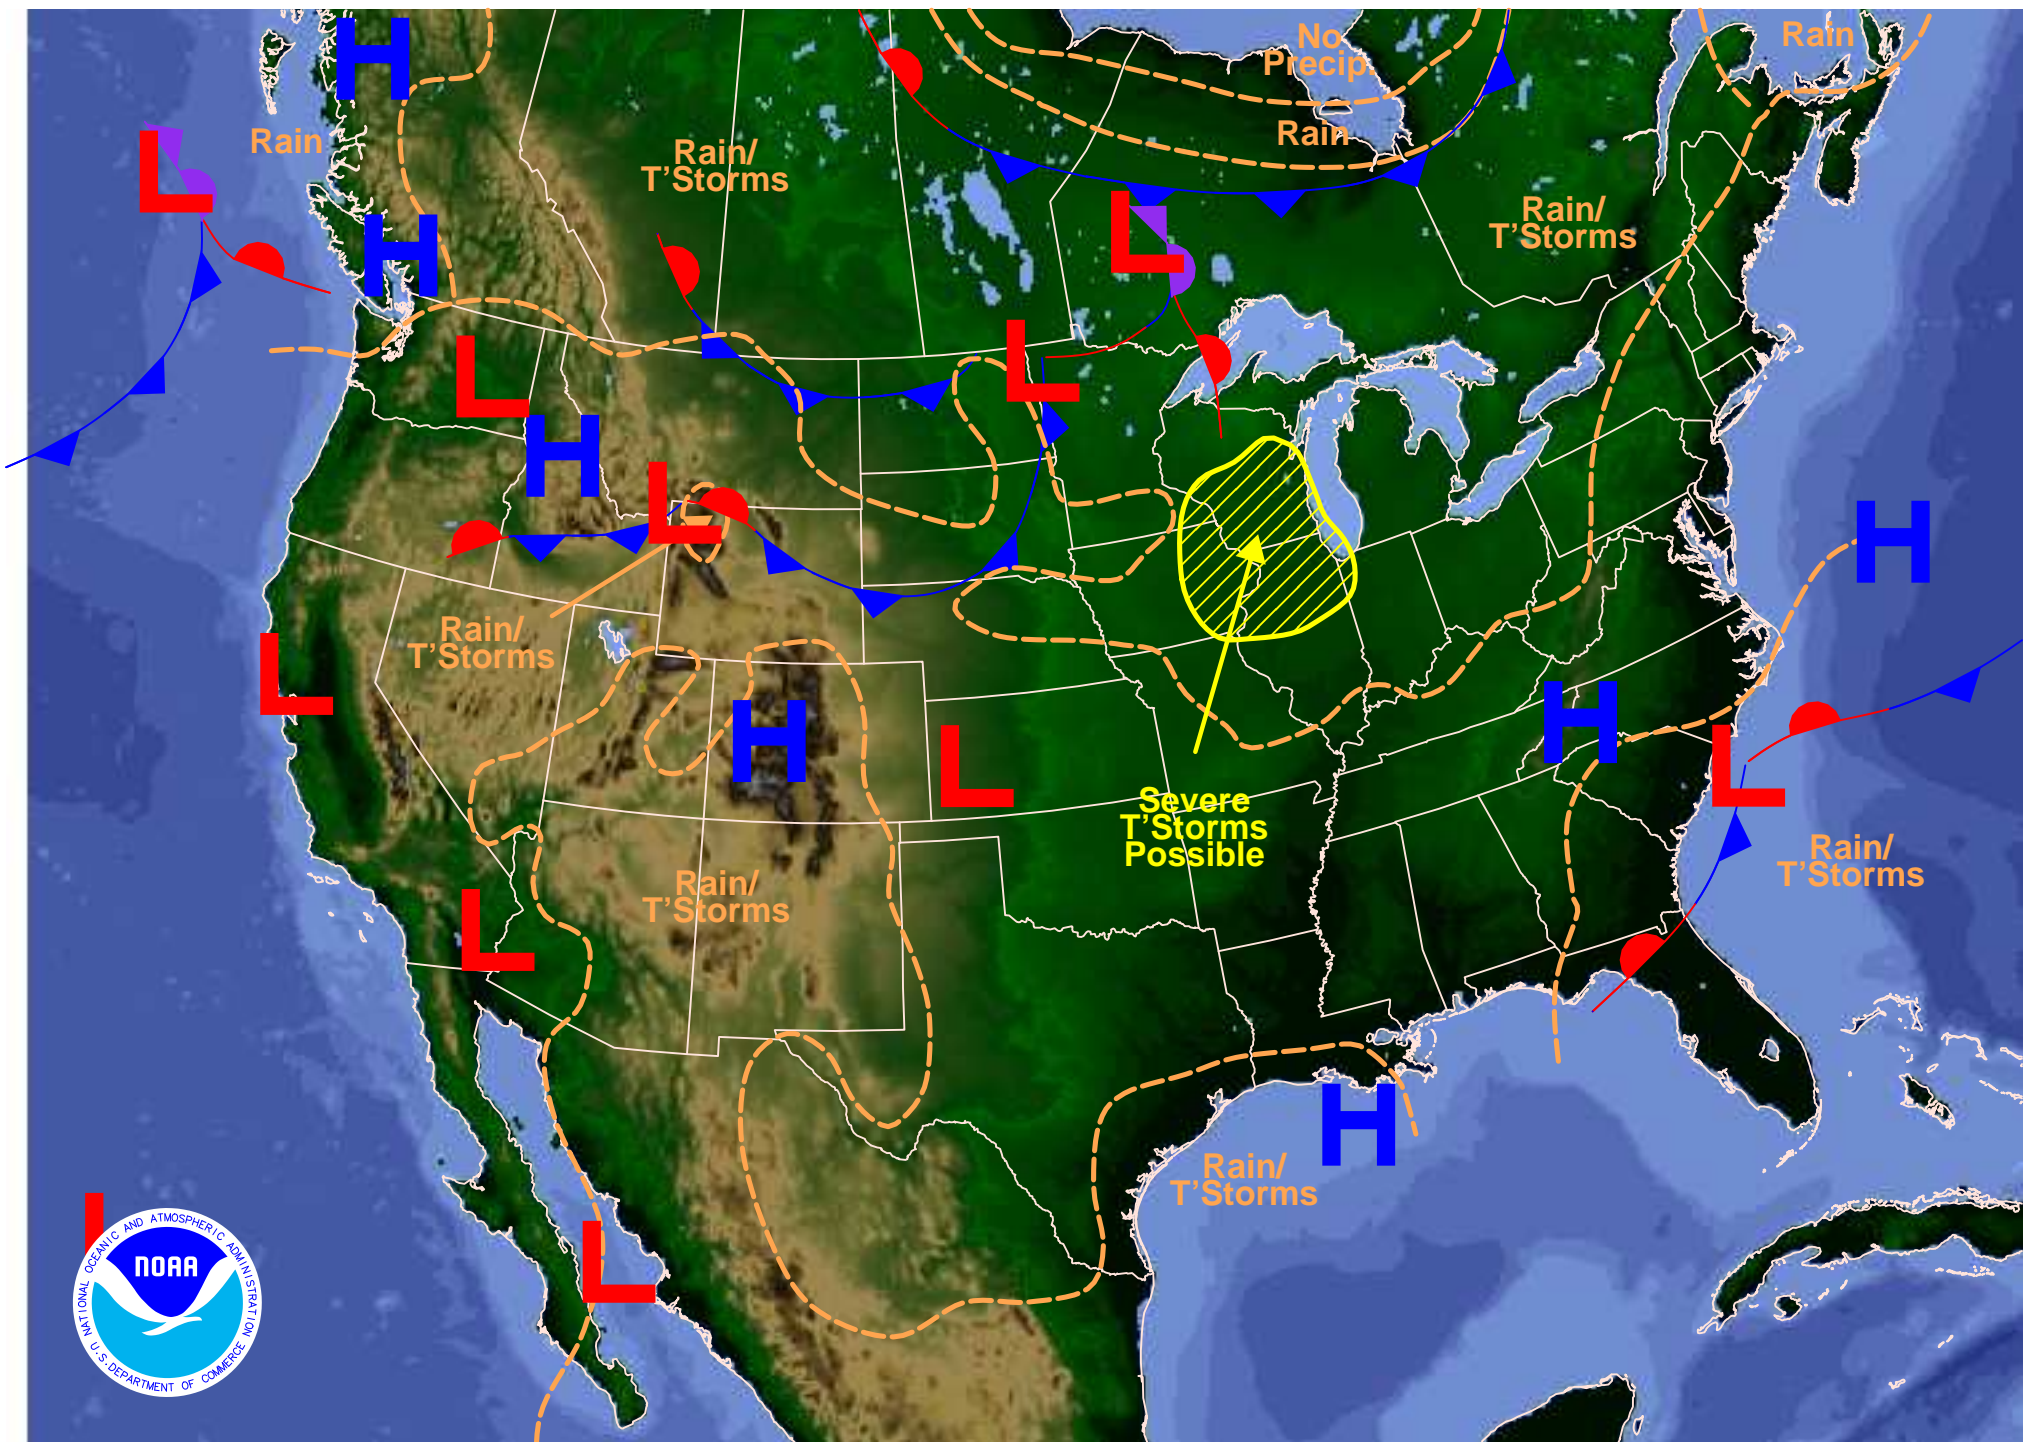 H
No
Precip.
Rain
Rain
Rain
Rain/
T'Storms
L
L
Rain/
T'Storms
H
L
L
H
L
H
Rain/
T'Storms
L
H
H
L
L
Severe
T'Storms
Possible
Rain/
T'Storms
Rain/
T'Storms
L
H
Rain/
T'Storms
L
L
NATIONAL OCEANIC AND ATMOSPHERIC ADMINISTRATION
NOAA
U.S. DEPARTMENT OF COMMERCE